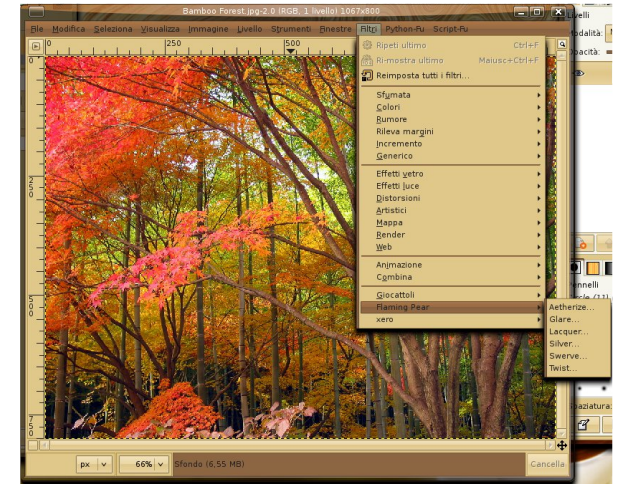 Bamboo Forest.jpg-2.0 (RGB, 1 livello) 1067x800
File Modifica Seleziona Visualizza Immagine Livello Strumenti Finestre Filtri Python-Fu Script-Fu
0 250 500
Livelli
Modalità:
Opacità:
Ripeti ultimo Ctrl+F
Ri-mostra ultimo Maiusc+Ctrl+F
Reimposta tutti i filtri...
Sfumata
Colori
Rumore
Rileva margini
Incremento
Generico
Effetti vetro
Effetti luce
Distorsioni
Artistici
Mappa
Render
Web
Animazione
Combina
Giocattoli
Flaming Pear
xero
Aetherize...
Glare...
Lacquer...
Silver...
Swerve...
Twist...
0
250
500
750
px 66% Sfondo (6,55 MB) Cancella